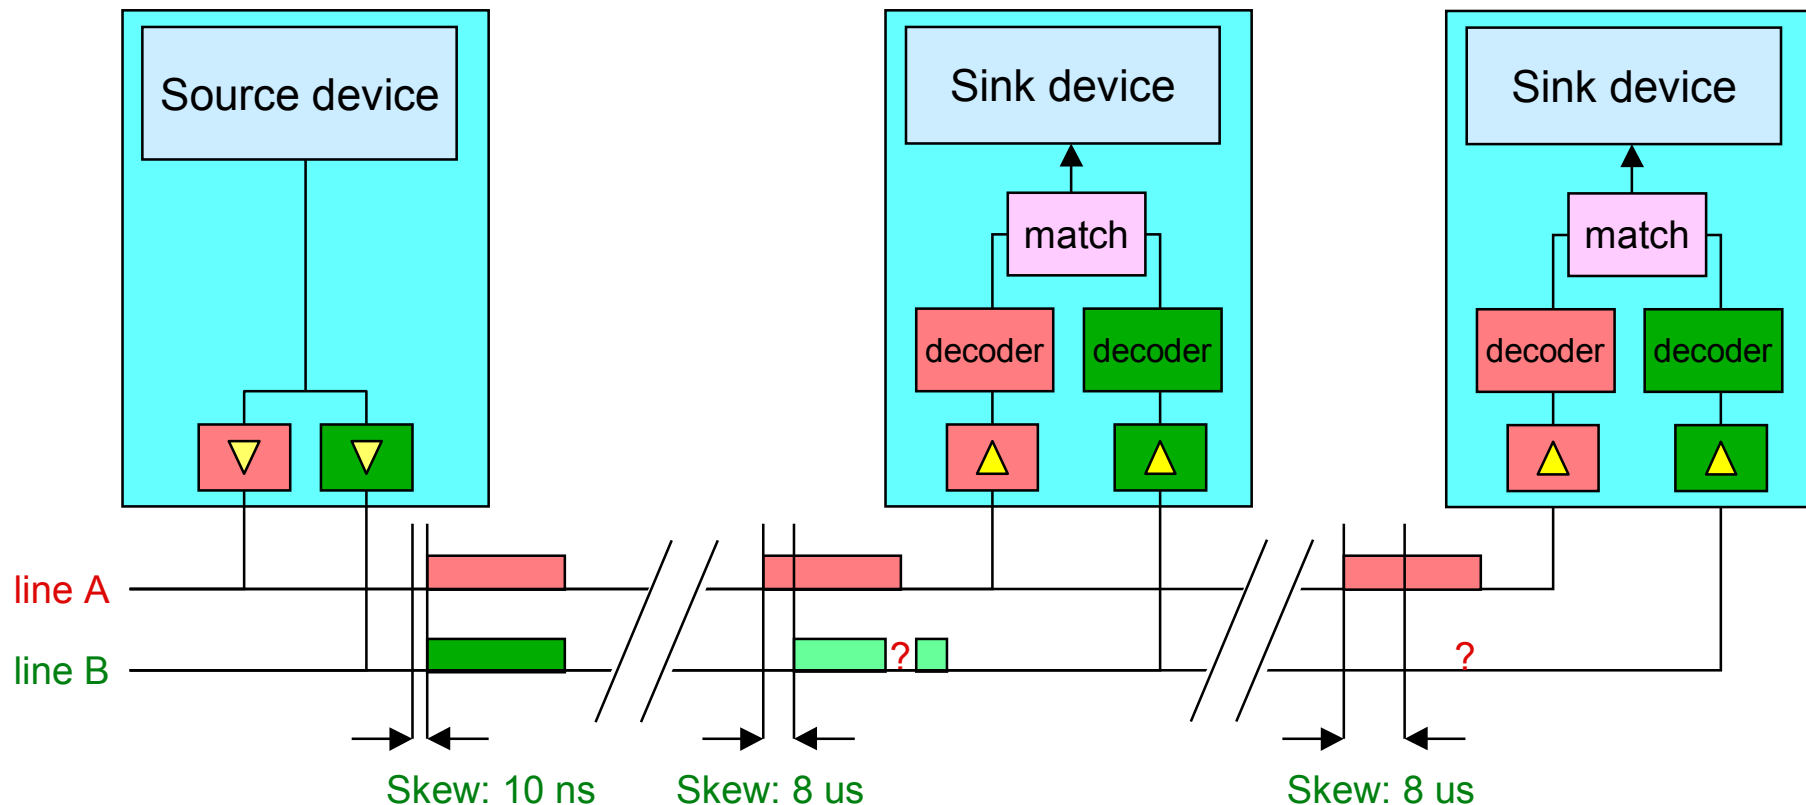 Source device
Sink device
Sink device
match
match
decoder
decoder
decoder
decoder
line A
line B
?
?
Skew: 10 ns
Skew: 8 us
Skew: 8 us